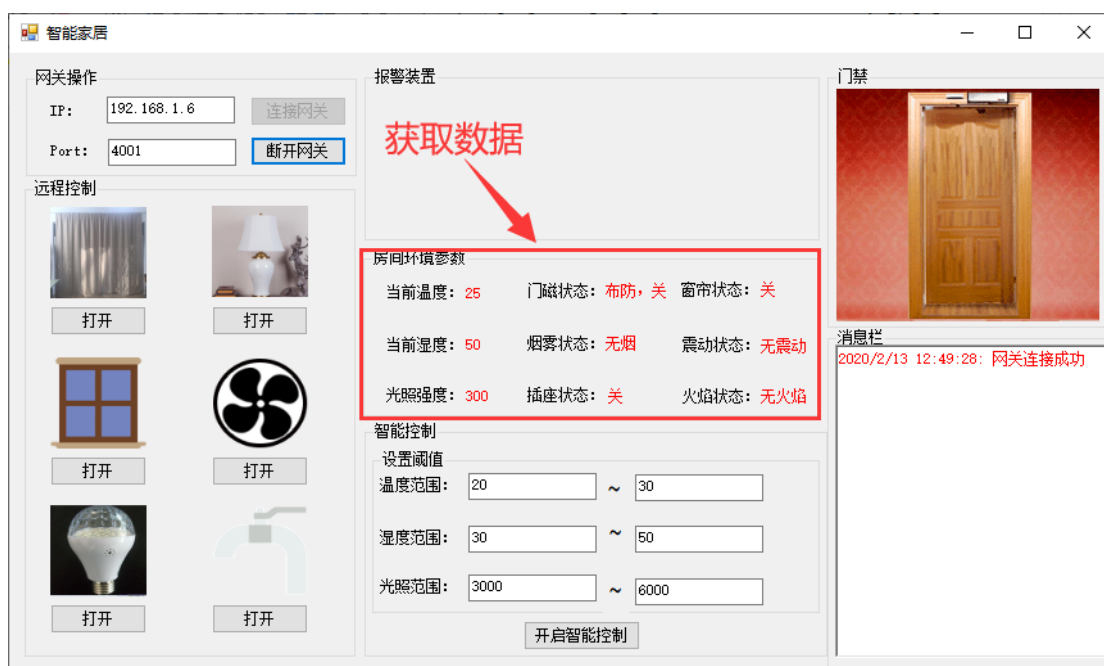 智能家居
网关操作
IP: 192.168.1.6 连接网关
Port: 4001 断开网关
远程控制
打开 打开
打开 打开
打开 打开
报警装置
获取数据
房间环境参数
当前温度: 25 门磁状态: 布防, 关 窗帘状态: 关
当前湿度: 50 烟雾状态: 无烟 震动状态: 无震动
光照强度: 300 插座状态: 关 火焰状态: 无火焰
智能控制
设置阈值
温度范围: 20 ~ 30
湿度范围: 30 ~ 50
光照范围: 3000 ~ 6000
开启智能控制
门禁
消息栏
2020/2/13 12:49:28: 网关连接成功